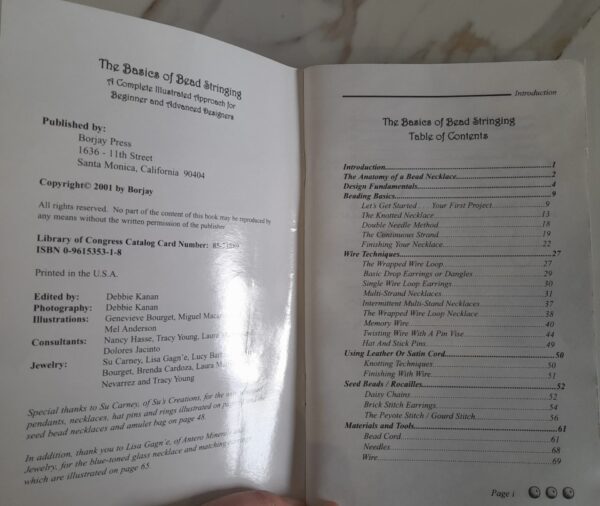 The Basics of Bead Stringing
A Complete Illustrated Approach for
Beginner and Advanced Designers
Published by:
Borjay Press
1636 - 11th Street
Santa Monica, California 90404
Copyright© 2001 by Borjay
All rights reserved. No part of the content of this book may be reproduced by
any means without the written permission of the publisher
Library of Congress Catalog Card Number: 85-
ISBN 0-9615353-1-8
Printed in the U.S.A.
Edited by: Debbie Kanan
Photography: Debbie Kanan
Illustrations: Genevieve Bourget, Miguel
Mel Anderson
Consultants: Nancy Hasse, Tracy Young,
Dolores Jacinto
Jewelry: Su Carney, Lisa Gagn'e, Lucy
Bourget, Brenda Cardoza, Laura
Nevarrez and Tracy Young
Special thanks to Su Carney, of Su's Creations, for the
pendants, necklaces, hat pins and rings illustrated on
seed bead necklaces and amulet bag on page 48.
In addition, thank you to Lisa Gagn'e, of Antero
Jewelry, for the blue-toned glass necklace and matching
which are illustrated on page 65.
Introduction
The Basics of Bead Stringing
Table of Contents
Introduction 1
The Anatomy of a Bead Necklace 2
Design Fundamentals 4
Beading Basics 9
Let's Get Started . . . Your First Project 9
The Knotted Necklace 13
Double Needle Method 18
The Continuous Strand 19
Finishing Your Necklace 22
Wire Techniques 27
The Wrapped Wire Loop 27
Basic Drop Earrings or Dangles 29
Single Wire Loop Earrings 30
Multi-Strand Necklaces 31
Intermittent Multi-Stand Necklaces 37
The Wrapped Wire Loop Necklace 38
Memory Wire 40
Twisting Wire With A Pin Vise 44
Hat And Stick Pins 49
Using Leather Or Satin Cord 50
Knotting Techniques 50
Finishing With Wire 51
Seed Beads / Rocailles 52
Daisy Chains 52
Brick Stitch Earrings 54
The Peyote Stitch / Gourd Stitch 56
Materials and Tools 61
Bead Cord 61
Needles 68
Wire 69
Page i